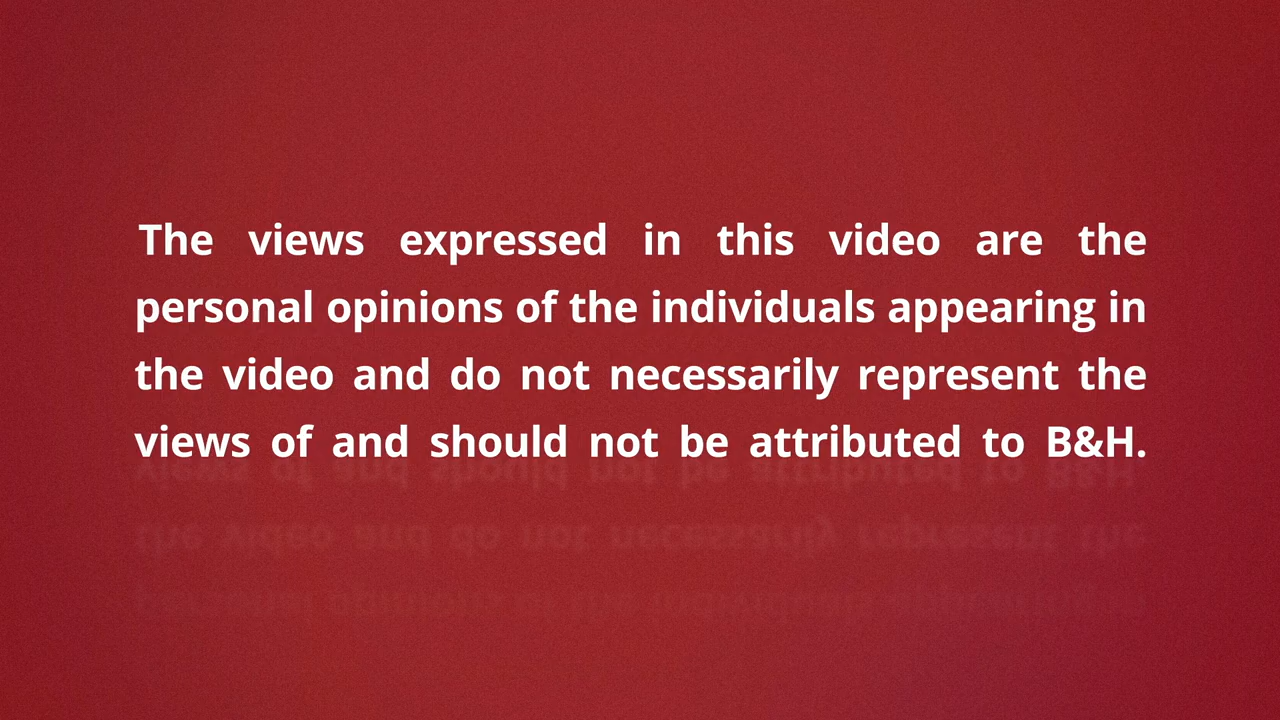 The views expressed in this video are the
personal opinions of the individuals appearing in
the video and do not necessarily represent the
views of and should not be attributed to B&H.